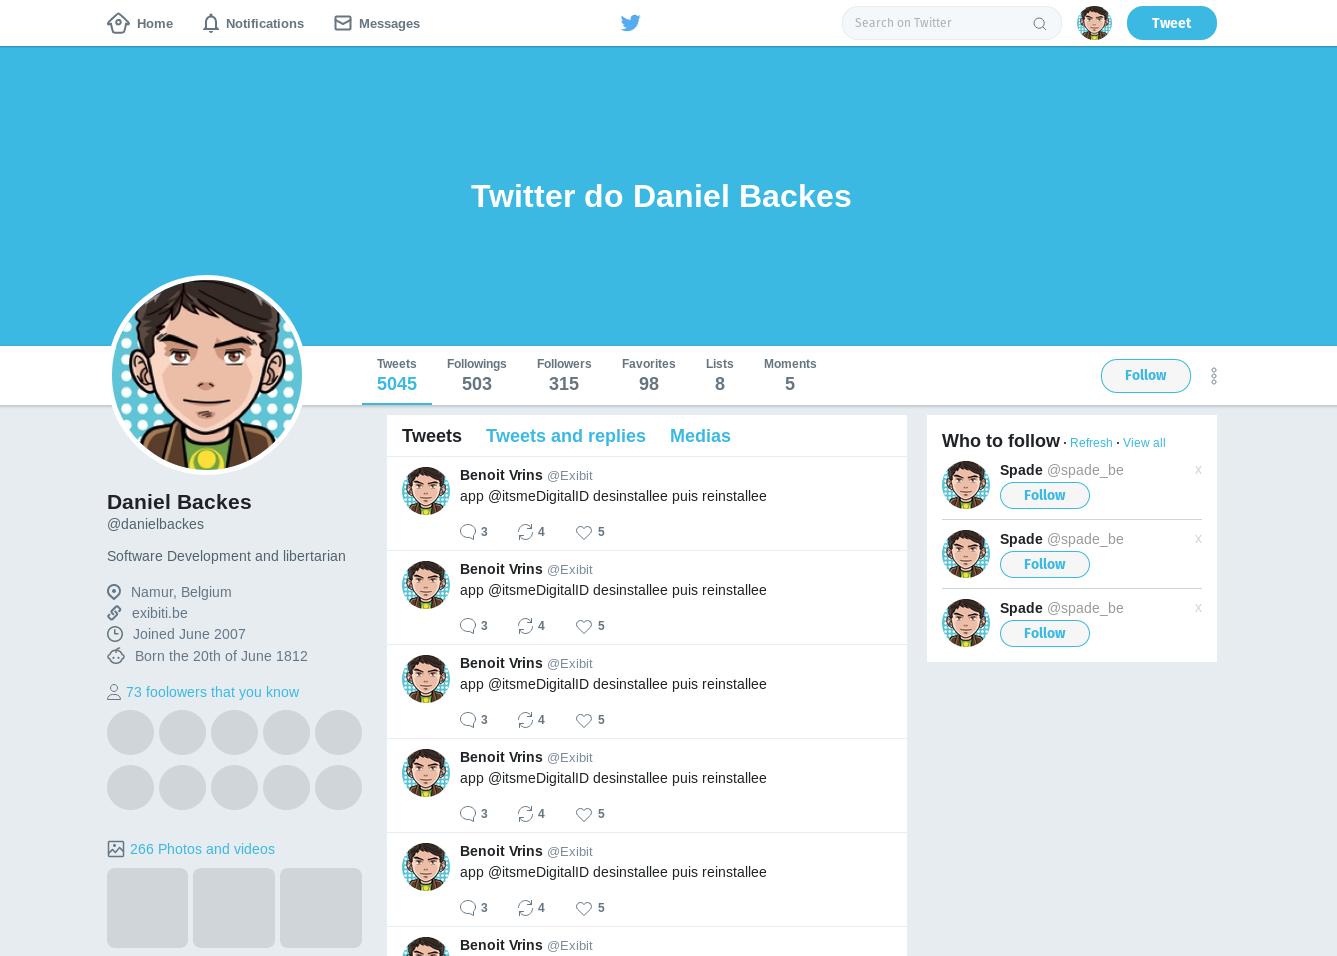 Home Notifications Messages Search on Twitter Tweet
Twitter do Daniel Backes
Tweets Followings Followers Favorites Lists Moments
5045 503 315 98 8 5
Follow
Daniel Backes
@danielbackes
Software Development and libertarian
Namur, Belgium
exibiti.be
Joined June 2007
Born the 20th of June 1812
73 foolowers that you know
266 Photos and videos
Tweets Tweets and replies Medias
Benoit Vrins @Exibit
app @itsmeDigitalID desinstallee puis reinstallee
3 4 5
Benoit Vrins @Exibit
app @itsmeDigitalID desinstallee puis reinstallee
3 4 5
Benoit Vrins @Exibit
app @itsmeDigitalID desinstallee puis reinstallee
3 4 5
Benoit Vrins @Exibit
app @itsmeDigitalID desinstallee puis reinstallee
3 4 5
Benoit Vrins @Exibit
app @itsmeDigitalID desinstallee puis reinstallee
3 4 5
Benoit Vrins @Exibit
Who to follow · Refresh · View all
Spade @spade_be x
Follow
Spade @spade_be x
Follow
Spade @spade_be x
Follow